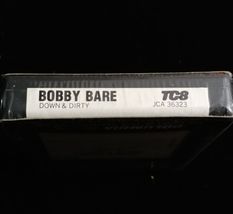 BOBBY BARE
DOWN & DIRTY
TC8
JCA 36323